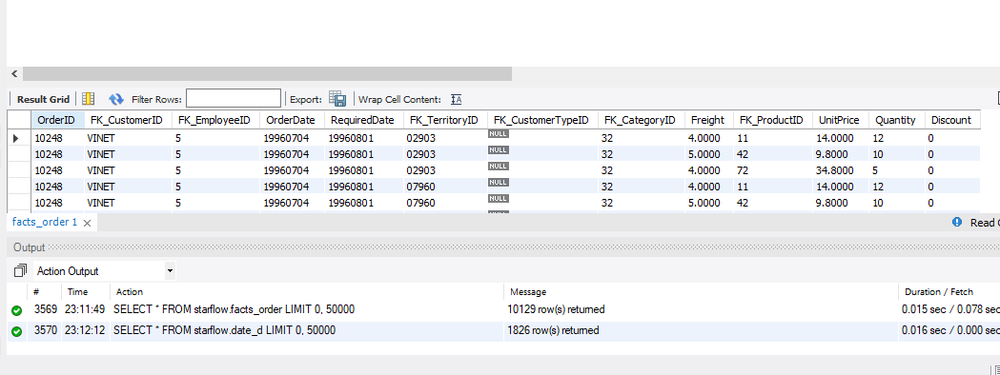 Result Grid Filter Rows: Export: Wrap Cell Content:
OrderID FK_CustomerID FK_EmployeeID OrderDate RequiredDate FK_TerritoryID FK_CustomerTypeID FK_CategoryID Freight FK_ProductID UnitPrice Quantity Discount
10248 VINET 5 19960704 19960801 02903 NULL 32 4.0000 11 14.0000 12 0
10248 VINET 5 19960704 19960801 02903 NULL 32 5.0000 42 9.8000 10 0
10248 VINET 5 19960704 19960801 02903 NULL 32 4.0000 72 34.8000 5 0
10248 VINET 5 19960704 19960801 07960 NULL 32 4.0000 11 14.0000 12 0
10248 VINET 5 19960704 19960801 07960 NULL 32 5.0000 42 9.8000 10 0
facts_order 1 Read
Output
Action Output
# Time Action Message Duration / Fetch
3569 23:11:49 SELECT * FROM starflow.facts_order LIMIT 0, 50000 10129 row(s) returned 0.015 sec / 0.078 sec
3570 23:12:12 SELECT * FROM starflow.date_d LIMIT 0, 50000 1826 row(s) returned 0.016 sec / 0.000 sec